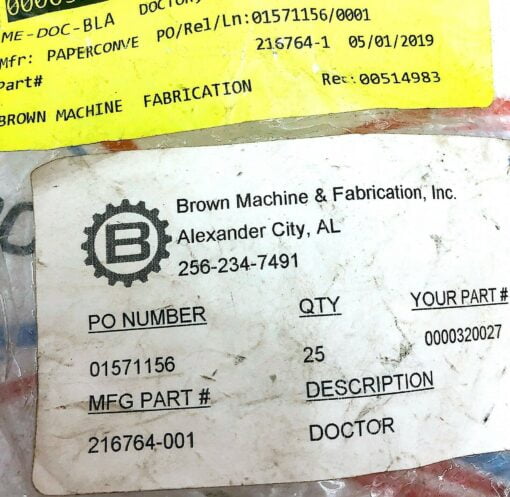 ME-DOC-BLA DOCTOR,
Mfr: PAPERCONVE PO/Rel/Ln:01571156/0001
Part# 216764-1 05/01/2019
Rec:00514983
BROWN MACHINE FABRICATION
B
Brown Machine & Fabrication, Inc.
Alexander City, AL
256-234-7491
PO NUMBER QTY YOUR PART #
01571156 25 0000320027
MFG PART # DESCRIPTION
216764-001 DOCTOR